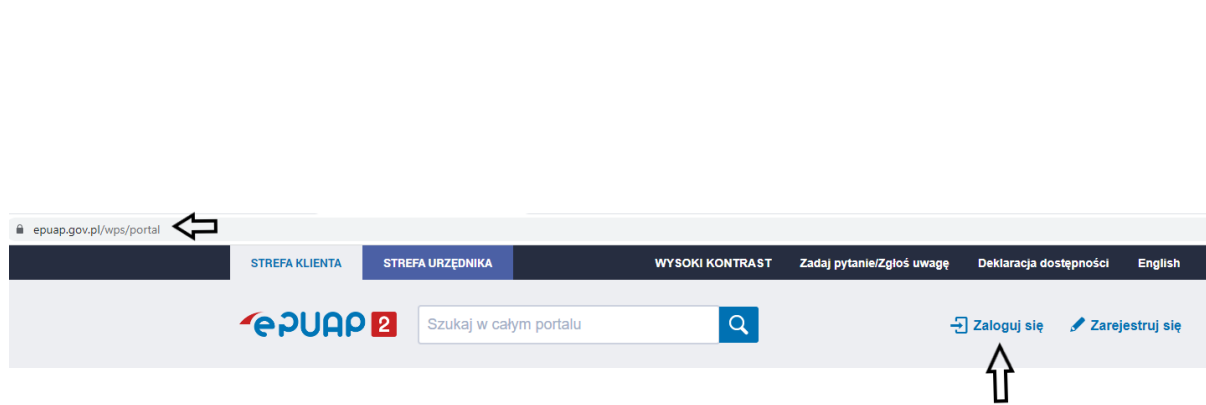 epuap.gov.pl/wps/portal
STREFA KLIENTA STREFA URZĘDNIKA WYSOKI KONTRAST Zadaj pytanie/Zgłoś uwagę Deklaracja dostępności English
epUAP 2 Szukaj w całym portalu Zaloguj się Zarejestruj się